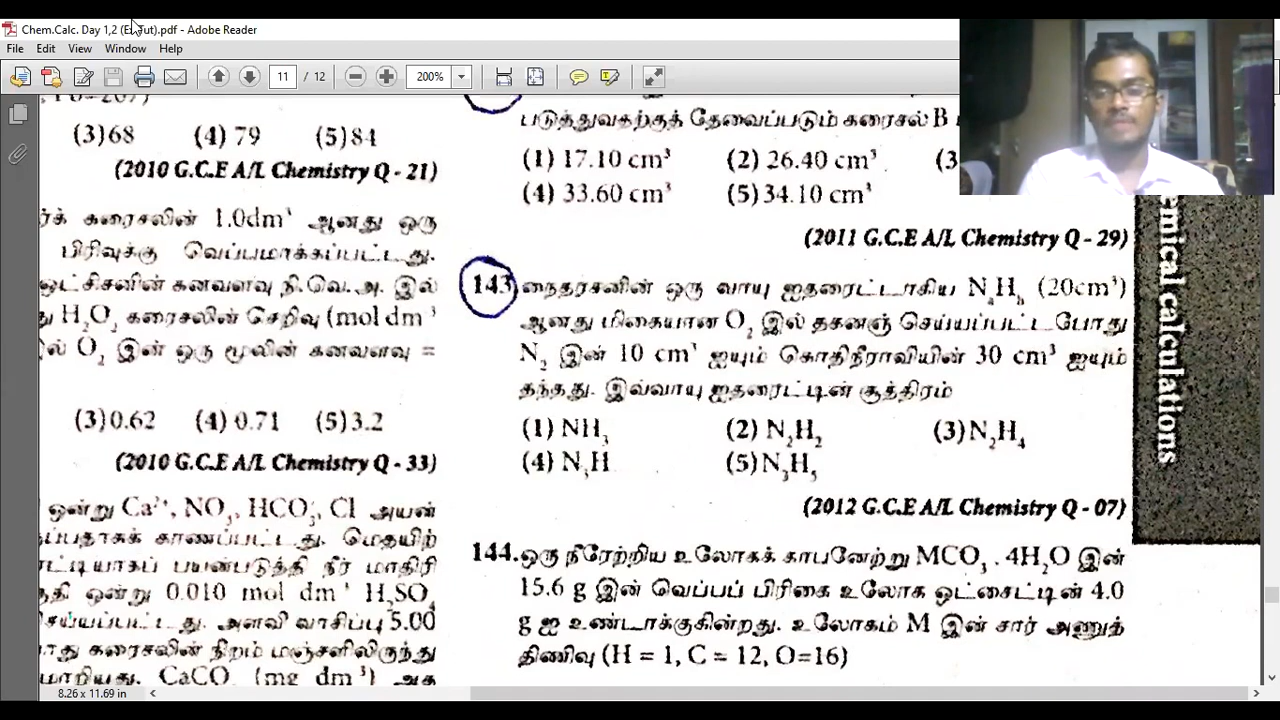 Chem.Calc. Day 1,2 (E.Tut).pdf - Adobe Reader
File Edit View Window Help
11 / 12 200%
(3) 68 (4) 79 (5) 84
(2010 G.C.E A/L Chemistry Q - 21)
கரைசலின் 1.0dm³ ஆனது ஒரு
பிரிவுக்கு வெப்பமாக்கப்பட்டது.
கனவளவு நி.வெ.அ. இல்
H₂O₂ கரைசலின் செறிவு (mol dm⁻³
இல் O₂ இன் ஒரு மூலின் கனவளவு =
(3) 0.62 (4) 0.71 (5) 3.2
(2010 G.C.E A/L Chemistry Q - 33)
ஒன்று Ca²⁺, NO₃⁻, HCO₃⁻, Cl⁻ அயன்
காணப்பட்டது.
பயன்படுத்தி நீர் மாதிரி
ஒன்று 0.010 mol dm⁻³ H₂SO₄
அளவி வாசிப்பு 5.00
கரைசலின் நிறம் மஞ்சளிலிருந்து
CaCO₃ (mg dm⁻³)
படுத்துவதற்குத் தேவைப்படும் கரைசல் B
(1) 17.10 cm³ (2) 26.40 cm³ (3)
(4) 33.60 cm³ (5) 34.10 cm³
(2011 G.C.E A/L Chemistry Q - 29)
143 நைதரசனின் ஒரு வாயு ஐதரைட்டாகிய NₐHᵦ (20cm³)
ஆனது மிகையான O₂ இல் தகனஞ் செய்யப்பட்டபோது
N₂ இன் 10 cm³ ஐயும் கொதிநீராவியின் 30 cm³ ஐயும்
தந்தது. இவ்வாயு ஐதரைட்டின் சூத்திரம்
(1) NH₃ (2) N₂H₂ (3) N₂H₄
(4) N₃H (5) N₃H₅
(2012 G.C.E A/L Chemistry Q - 07)
144. ஒரு நீரேற்றிய உலோகக் காபனேற்று MCO₃ . 4H₂O இன்
15.6 g இன் வெப்பப் பிரிகை உலோக ஒட்சைட்டின் 4.0
g ஐ உண்டாக்குகின்றது. உலோகம் M இன் சார் அணுத்
திணிவு (H = 1, C = 12, O=16)
emical calculations
8.26 x 11.69 in